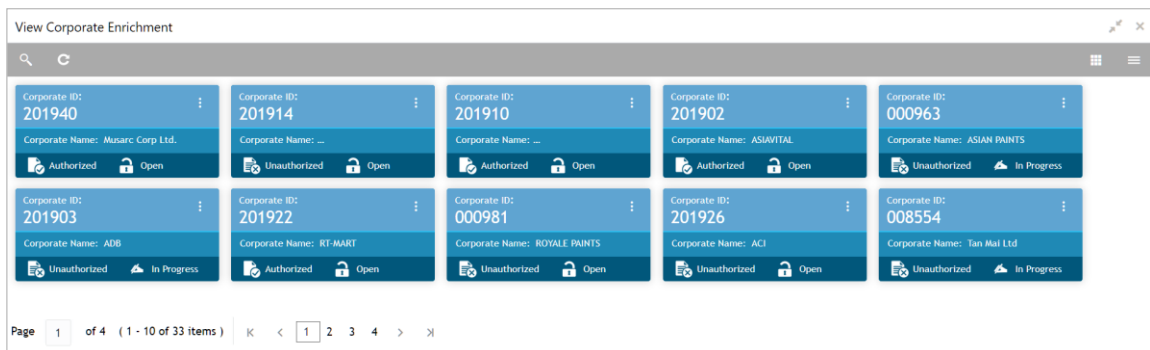 View Corporate Enrichment
Corporate ID: Corporate ID: Corporate ID: Corporate ID: Corporate ID:
201940 201914 201910 201902 000963
Corporate Name: Musarc Corp Ltd. Corporate Name: ... Corporate Name: ... Corporate Name: ASIAVITAL Corporate Name: ASIAN PAINTS
Authorized Open Unauthorized Open Authorized Open Authorized Open Unauthorized In Progress
Corporate ID: Corporate ID: Corporate ID: Corporate ID: Corporate ID:
201903 201922 000981 201926 008554
Corporate Name: ADB Corporate Name: RT-MART Corporate Name: ROYALE PAINTS Corporate Name: ACI Corporate Name: Tan Mai Ltd
Unauthorized In Progress Authorized Open Unauthorized Open Unauthorized Open Unauthorized In Progress
Page 1 of 4 ( 1 - 10 of 33 items ) 1 2 3 4